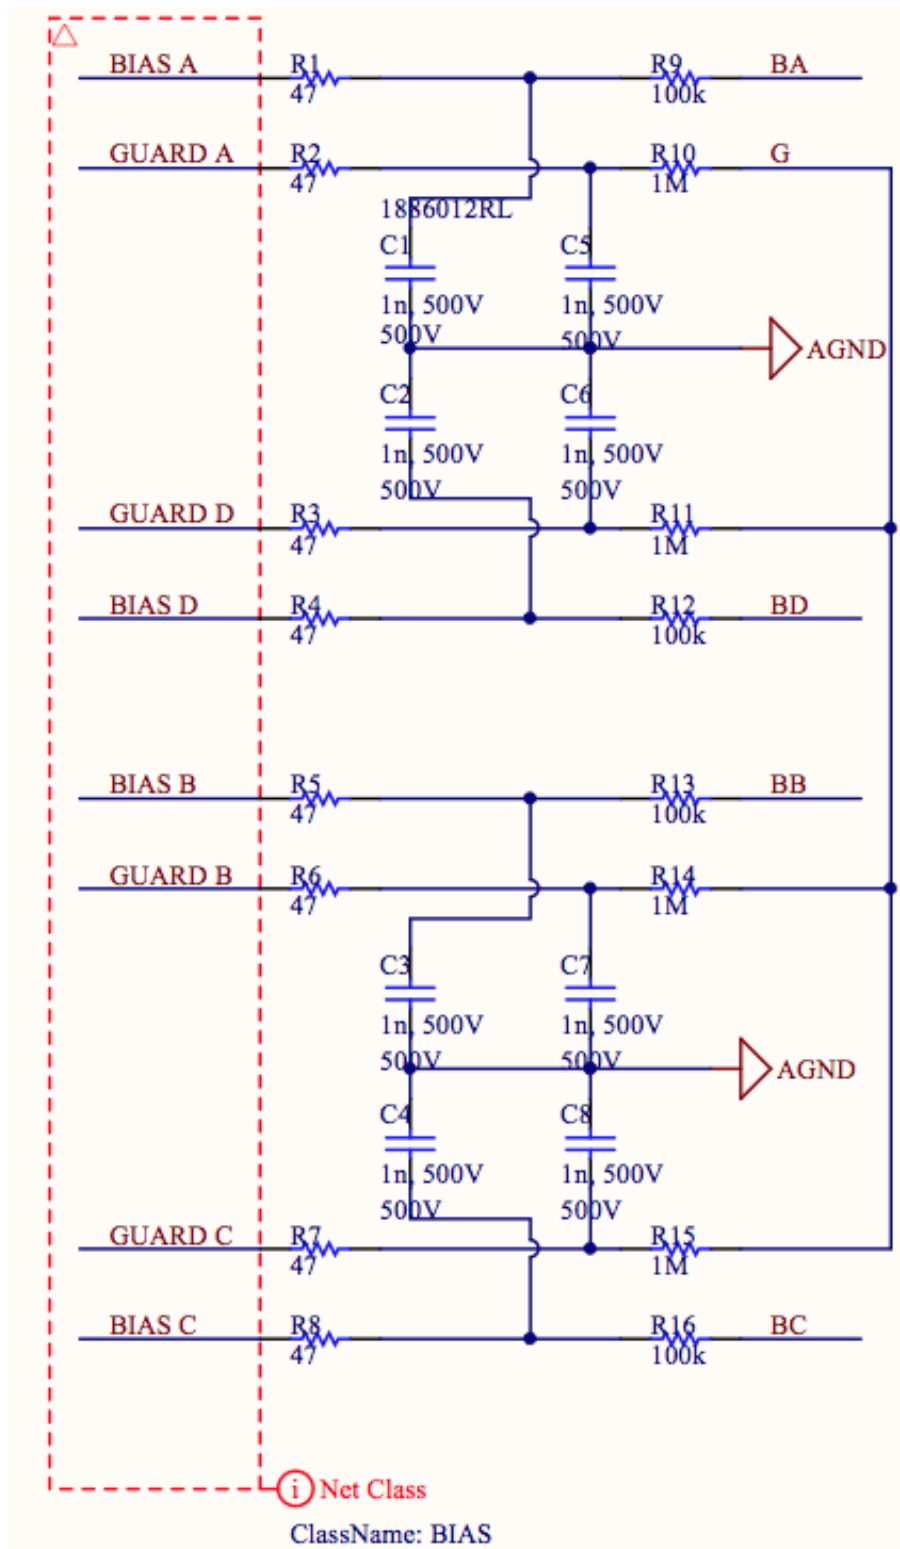 BIAS A R1 R9 BA
47 100k
GUARD A R2 R10 G
47 1M
1886012RL
C1 C5
1n, 500V 1n, 500V
500V 500V
AGND
C2 C6
1n, 500V 1n, 500V
500V 500V
GUARD D R3 R11
47 1M
BIAS D R4 R12 BD
47 100k
BIAS B R5 R13 BB
47 100k
GUARD B R6 R14
47 1M
C3 C7
1n, 500V 1n, 500V
500V 500V
AGND
C4 C8
1n, 500V 1n, 500V
500V 500V
GUARD C R7 R15
47 1M
BIAS C R8 R16 BC
47 100k
i Net Class
ClassName: BIAS